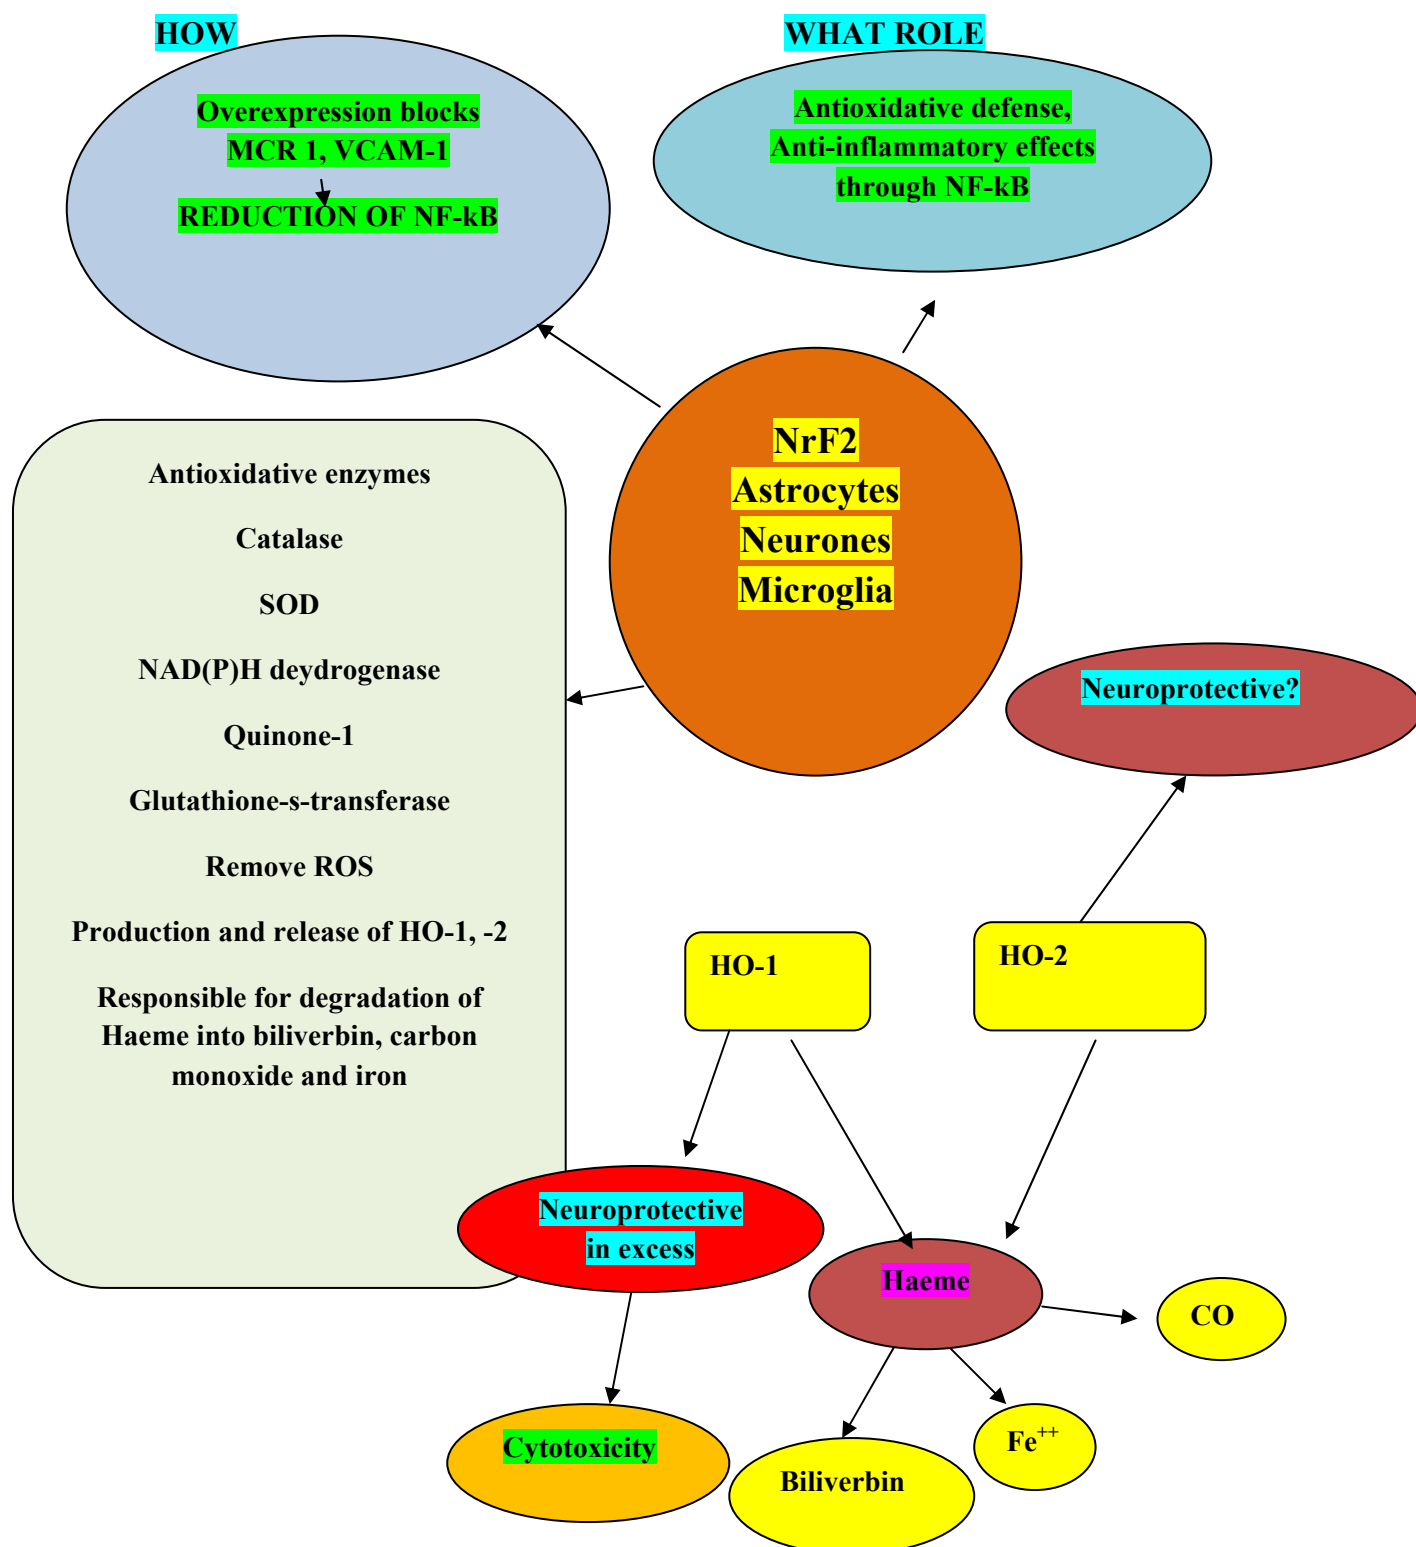 HOW
WHAT ROLE
Overexpression blocks
MCR 1, VCAM-1
REDUCTION OF NF-kB
Antioxidative defense,
Anti-inflammatory effects
through NF-kB
NrF2
Astrocytes
Neurones
Microglia
Antioxidative enzymes
Catalase
SOD
NAD(P)H deydrogenase
Quinone-1
Glutathione-s-transferase
Remove ROS
Production and release of HO-1, -2
Responsible for degradation of
Haeme into biliverbin, carbon
monoxide and iron
Neuroprotective?
HO-1
HO-2
Neuroprotective
in excess
Haeme
CO
Cytotoxicity
Biliverbin
Fe++